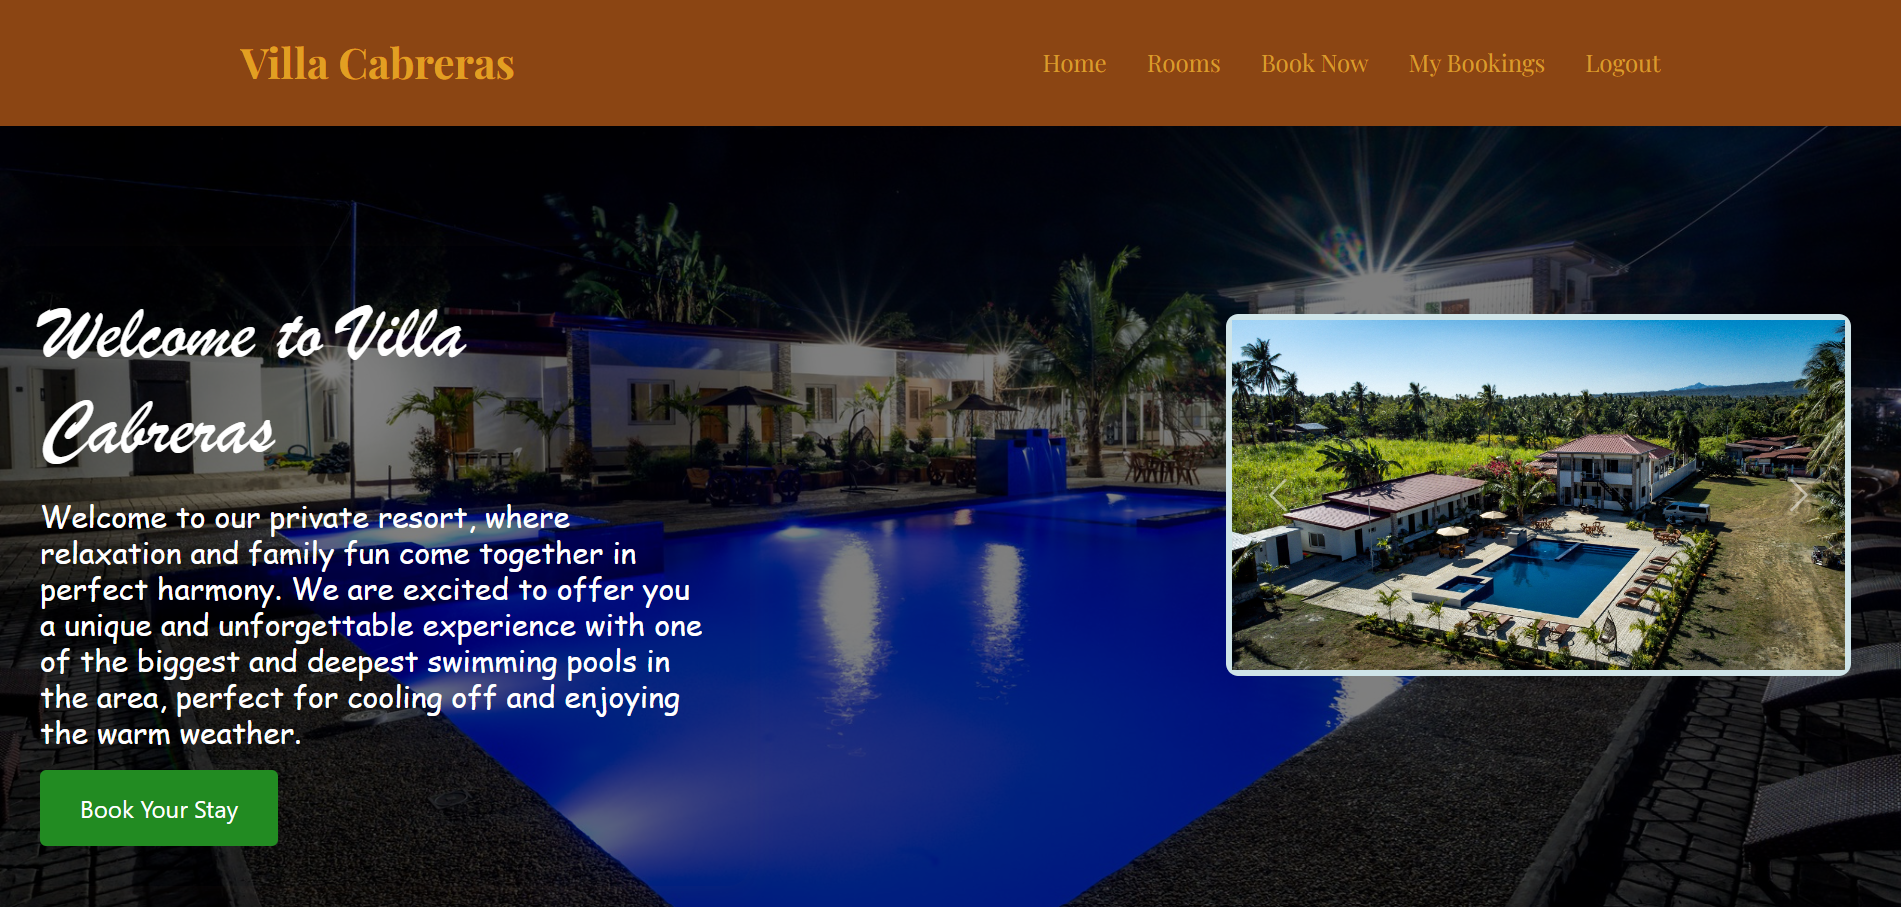 Villa Cabreras
Home Rooms Book Now My Bookings Logout
Welcome to Villa
Cabreras
Welcome to our private resort, where
relaxation and family fun come together in
perfect harmony. We are excited to offer you
a unique and unforgettable experience with one
of the biggest and deepest swimming pools in
the area, perfect for cooling off and enjoying
the warm weather.
Book Your Stay